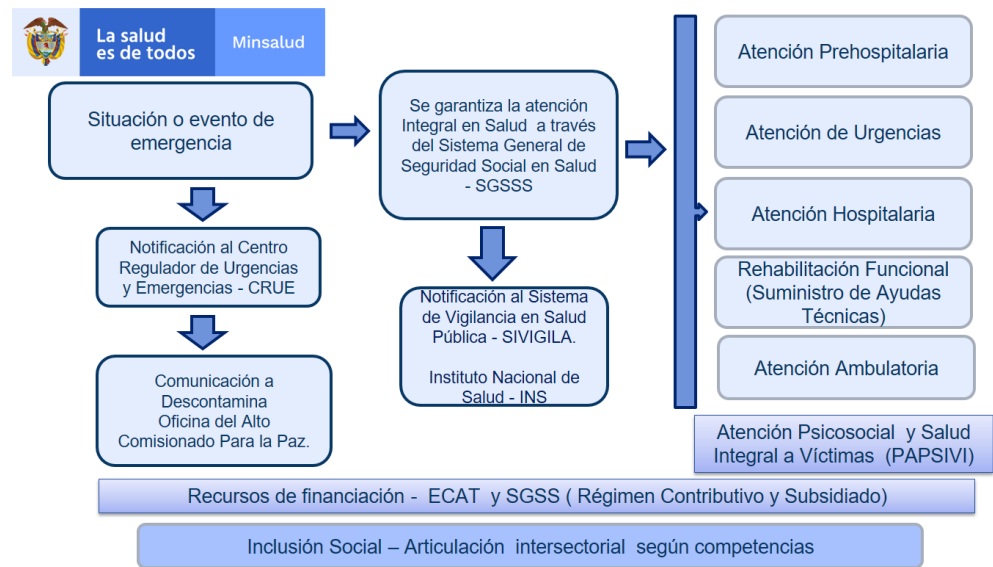 La salud
es de todos
Minsalud
Situación o evento de
emergencia
Se garantiza la atención
Integral en Salud a través
del Sistema General de
Seguridad Social en Salud
- SGSSS
Notificación al Centro
Regulador de Urgencias
y Emergencias - CRUE
Comunicación a
Descontamina
Oficina del Alto
Comisionado Para la Paz.
Notificación al Sistema
de Vigilancia en Salud
Pública - SIVIGILA.
Instituto Nacional de
Salud - INS
Atención Prehospitalaria
Atención de Urgencias
Atención Hospitalaria
Rehabilitación Funcional
(Suministro de Ayudas
Técnicas)
Atención Ambulatoria
Atención Psicosocial y Salud
Integral a Víctimas (PAPSIVI)
Recursos de financiación - ECAT y SGSS ( Régimen Contributivo y Subsidiado)
Inclusión Social – Articulación intersectorial según competencias